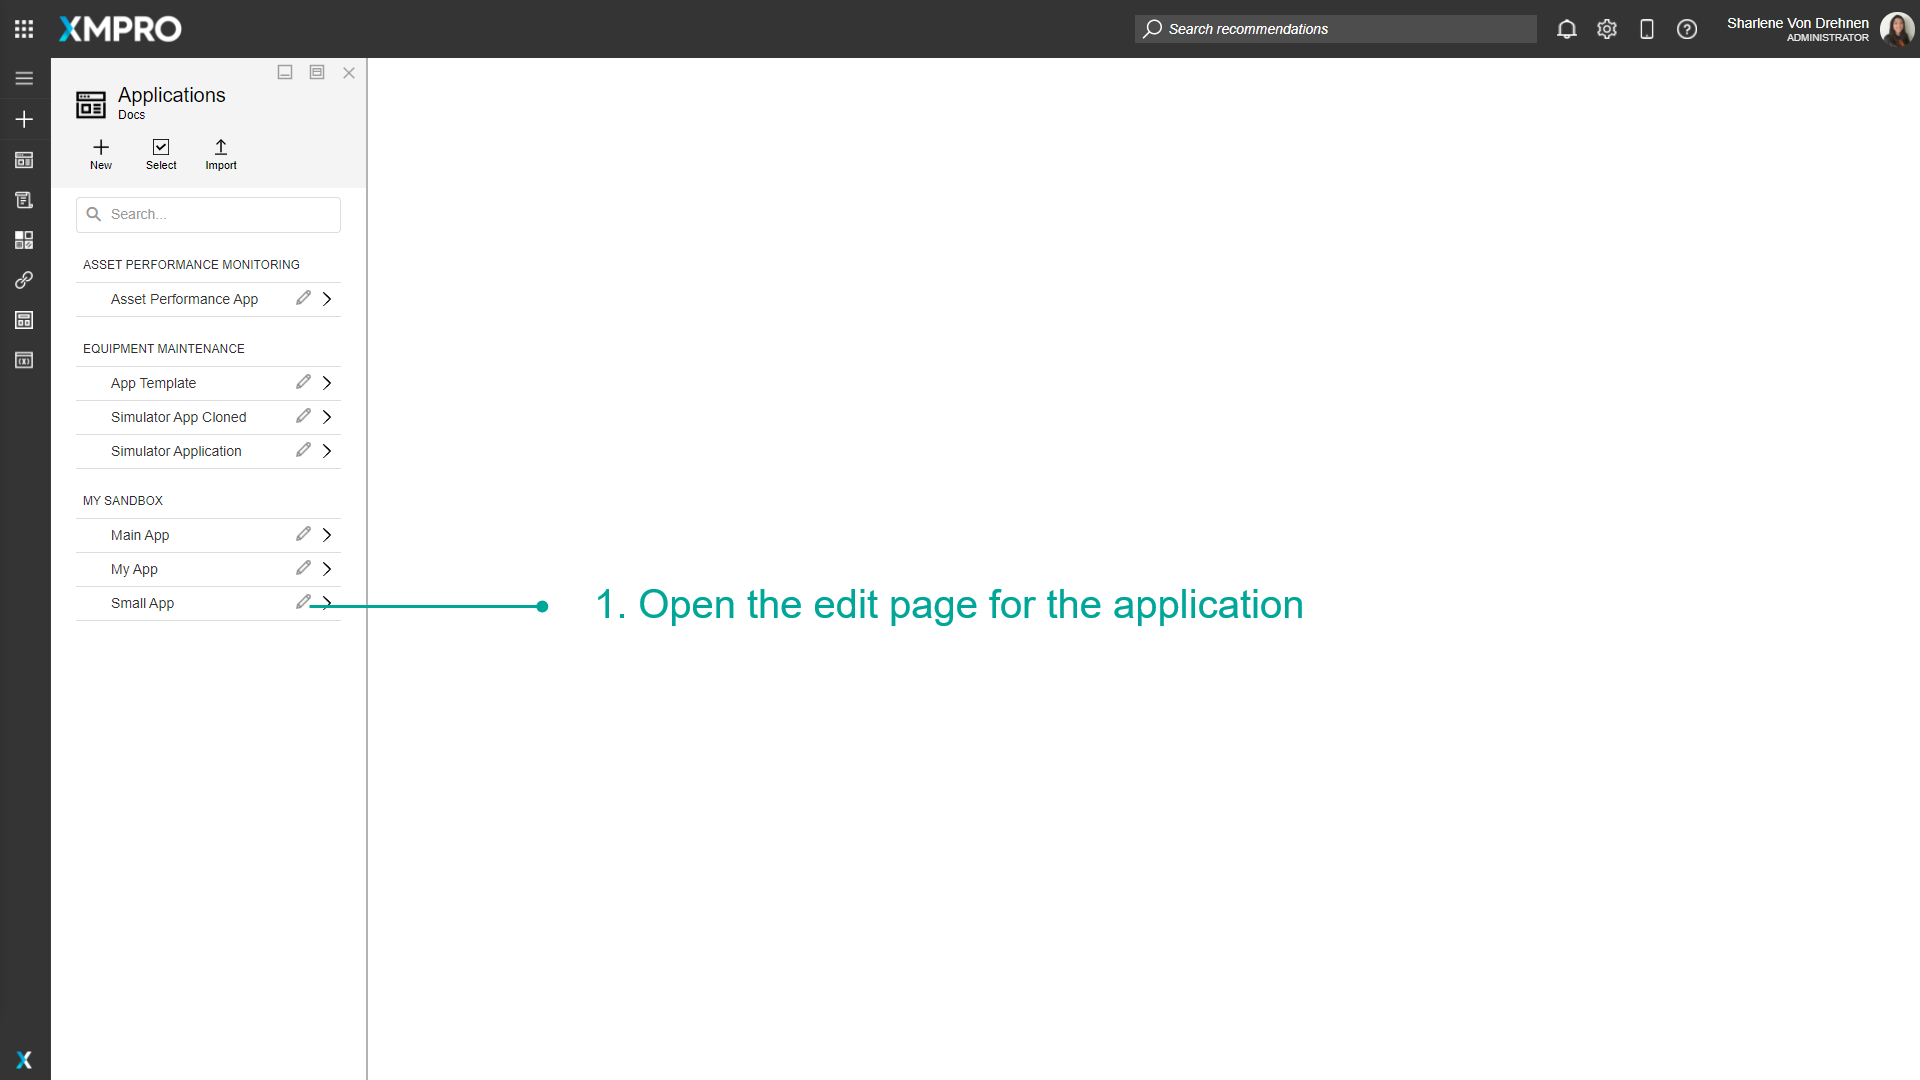 XMPRO
Search recommendations
Sharlene Von Drehnen
ADMINISTRATOR
Applications
Docs
New
Select
Import
Search...
ASSET PERFORMANCE MONITORING
Asset Performance App
EQUIPMENT MAINTENANCE
App Template
Simulator App Cloned
Simulator Application
MY SANDBOX
Main App
My App
Small App
1. Open the edit page for the application